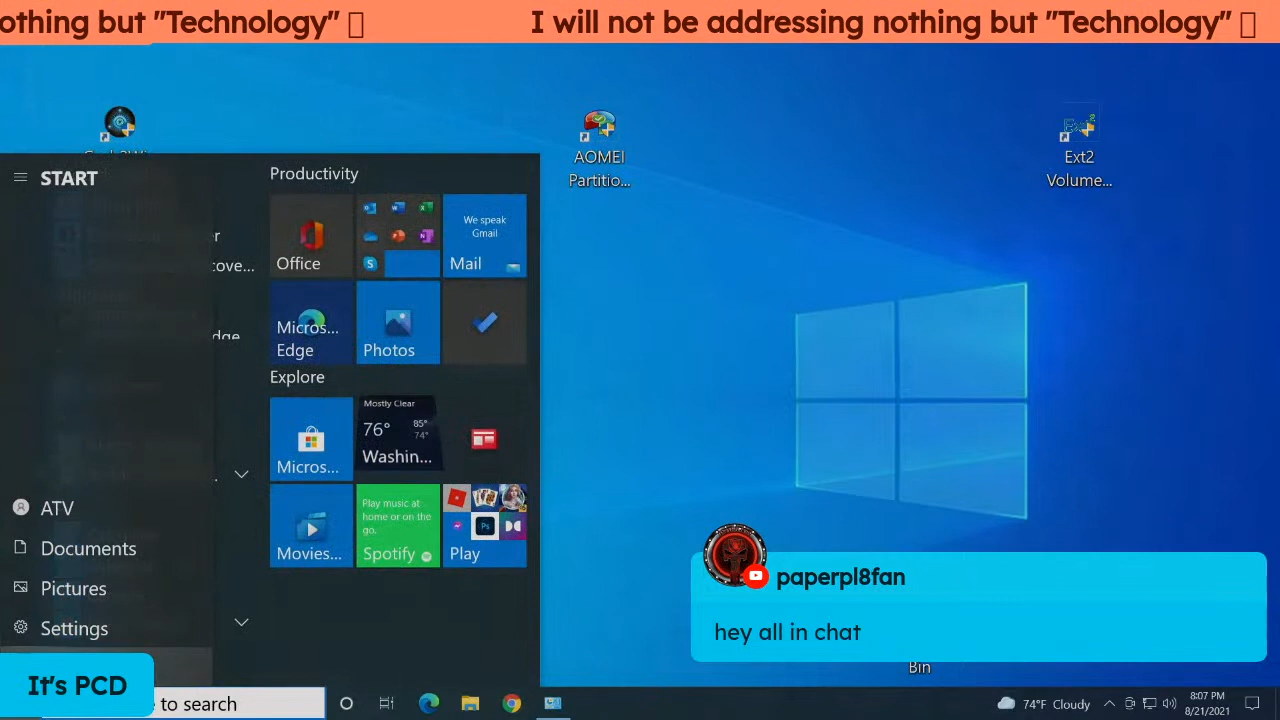 othing but "Technology"
I will not be addressing nothing but "Technology"
AOMEI
Partitio...
Ext2
Volume...
START
Productivity
We speak
Gmail
Office
Mail
cove...
Micros...
Edge
Photos
dge
Explore
Mostly Clear
76° 85°
74°
Washin...
Micros...
Play music at
home or on the
go.
Movies...
Spotify
Play
ATV
Documents
Pictures
Settings
paperpl8fan
hey all in chat
Bin
It's PCD
e to search
74°F Cloudy
8:07 PM
8/21/2021